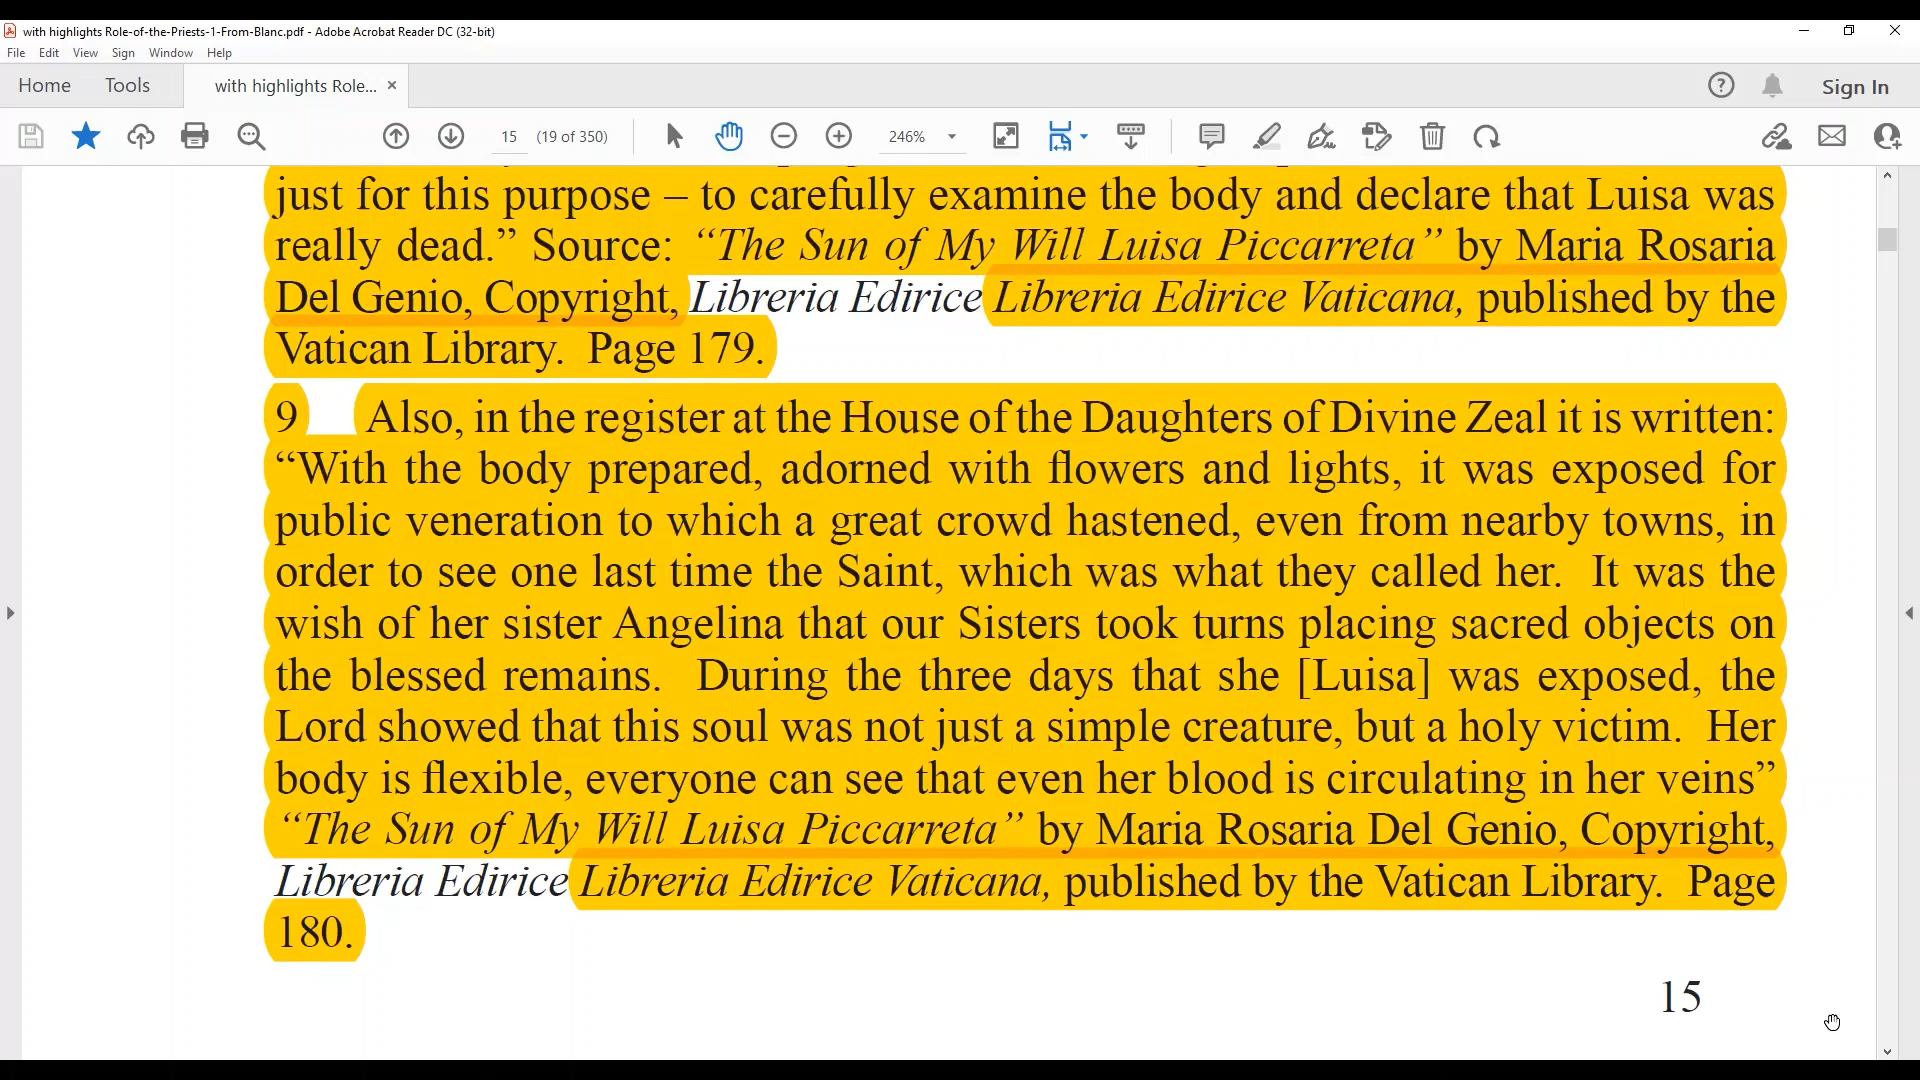 with highlights Role-of-the-Priests-1-From-Blanc.pdf - Adobe Acrobat Reader DC (32-bit)
File Edit View Sign Window Help
Home Tools with highlights Role... × Sign In
15 (19 of 350) 246%
just for this purpose – to carefully examine the body and declare that Luisa was
really dead.” Source: “The Sun of My Will Luisa Piccarreta” by Maria Rosaria
Del Genio, Copyright, Libreria Edirice Libreria Edirice Vaticana, published by the
Vatican Library. Page 179.
9 Also, in the register at the House of the Daughters of Divine Zeal it is written:
“With the body prepared, adorned with flowers and lights, it was exposed for
public veneration to which a great crowd hastened, even from nearby towns, in
order to see one last time the Saint, which was what they called her. It was the
wish of her sister Angelina that our Sisters took turns placing sacred objects on
the blessed remains. During the three days that she [Luisa] was exposed, the
Lord showed that this soul was not just a simple creature, but a holy victim. Her
body is flexible, everyone can see that even her blood is circulating in her veins”
“The Sun of My Will Luisa Piccarreta” by Maria Rosaria Del Genio, Copyright,
Libreria Edirice Libreria Edirice Vaticana, published by the Vatican Library. Page
180.
15